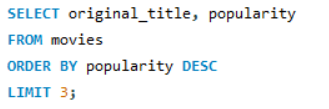 SELECT original_title, popularity
FROM movies
ORDER BY popularity DESC
LIMIT 3;